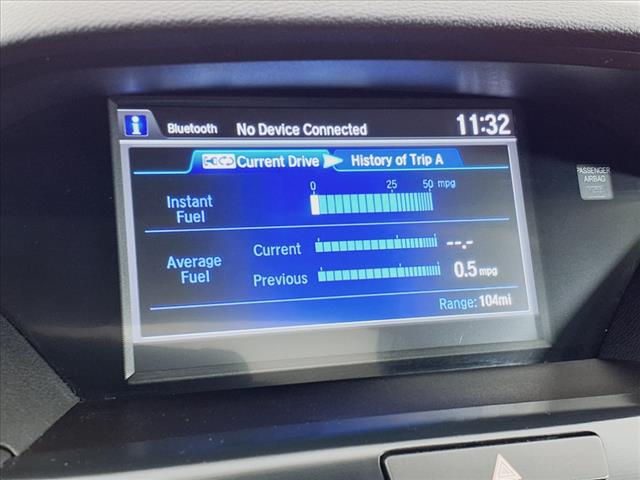 i Bluetooth No Device Connected 11:32
Current Drive History of Trip A
0 25 50 mpg
Instant
Fuel
Average
Fuel
Current --.-
Previous 0.5 mpg
Range: 104mi
PASSENGER
AIRBAG